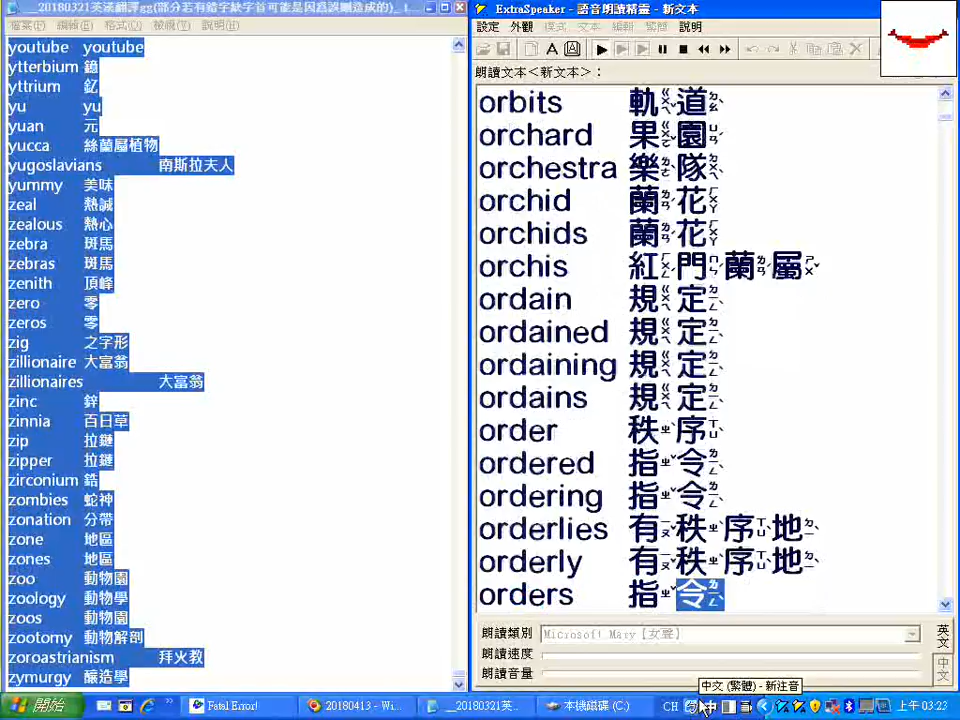 __20180321英漢翻譯gg(部分若有錯字缺字首可能是因為誤刪造成的)_1
檔案(F) 編輯(E) 格式(O) 檢視(V) 說明(H)
youtube youtube
ytterbium 鐿
yttrium 釔
yu yu
yuan 元
yucca 絲蘭屬植物
yugoslavians 南斯拉夫人
yummy 美味
zeal 熱誠
zealous 熱心
zebra 斑馬
zebras 斑馬
zenith 頂峰
zero 零
zeros 零
zig 之字形
zillionaire 大富翁
zillionaires 大富翁
zinc 鋅
zinnia 百日草
zip 拉鏈
zipper 拉鏈
zirconium 鋯
zombies 蛇神
zonation 分帶
zone 地區
zones 地區
zoo 動物園
zoology 動物學
zoos 動物園
zootomy 動物解剖
zoroastrianism 拜火教
zymurgy 釀造學
ExtraSpeaker - 語音朗讀精靈 - 新文本
設定 外觀 模式 文本 編輯 繁簡 說明
朗讀文本<新文本>：
orbits 軌道
orchard 果園
orchestra 樂隊
orchid 蘭花
orchids 蘭花
orchis 紅門蘭屬
ordain 規定
ordained 規定
ordaining 規定
ordains 規定
order 秩序
ordered 指令
ordering 指令
orderlies 有秩序地
orderly 有秩序地
orders 指令
朗讀類別 Microsoft Mary【女聲】
朗讀速度
朗讀音量
英文
中文
中文 (繁體) - 新注音
開始
Fatal Error!
20180413 - Wi...
__20180321英...
本機磁碟 (C:)
CH
上午 03:23